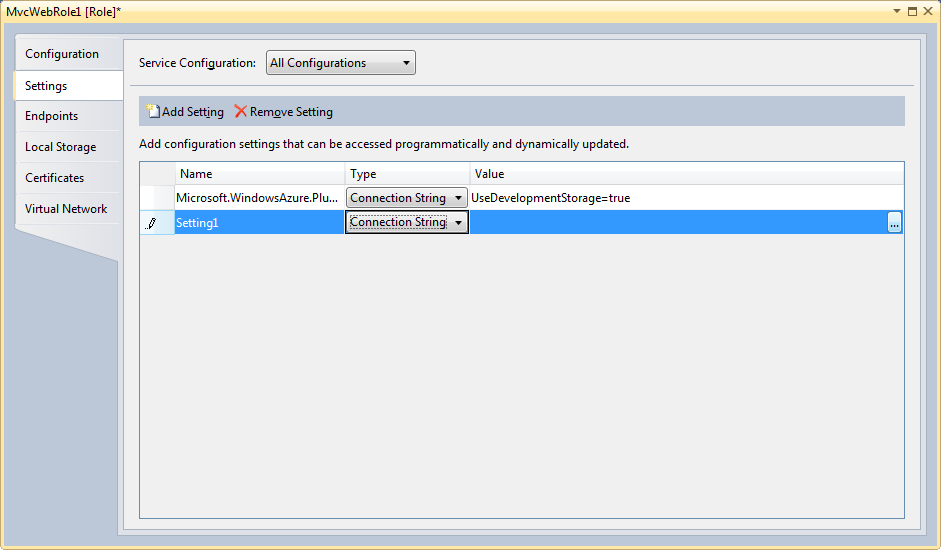 MvcWebRole1 [Role]*
Configuration
Settings
Endpoints
Local Storage
Certificates
Virtual Network
Service Configuration: All Configurations
Add Setting Remove Setting
Add configuration settings that can be accessed programmatically and dynamically updated.
Name Type Value
Microsoft.WindowsAzure.Plu... Connection String UseDevelopmentStorage=true
Setting1 Connection String ...